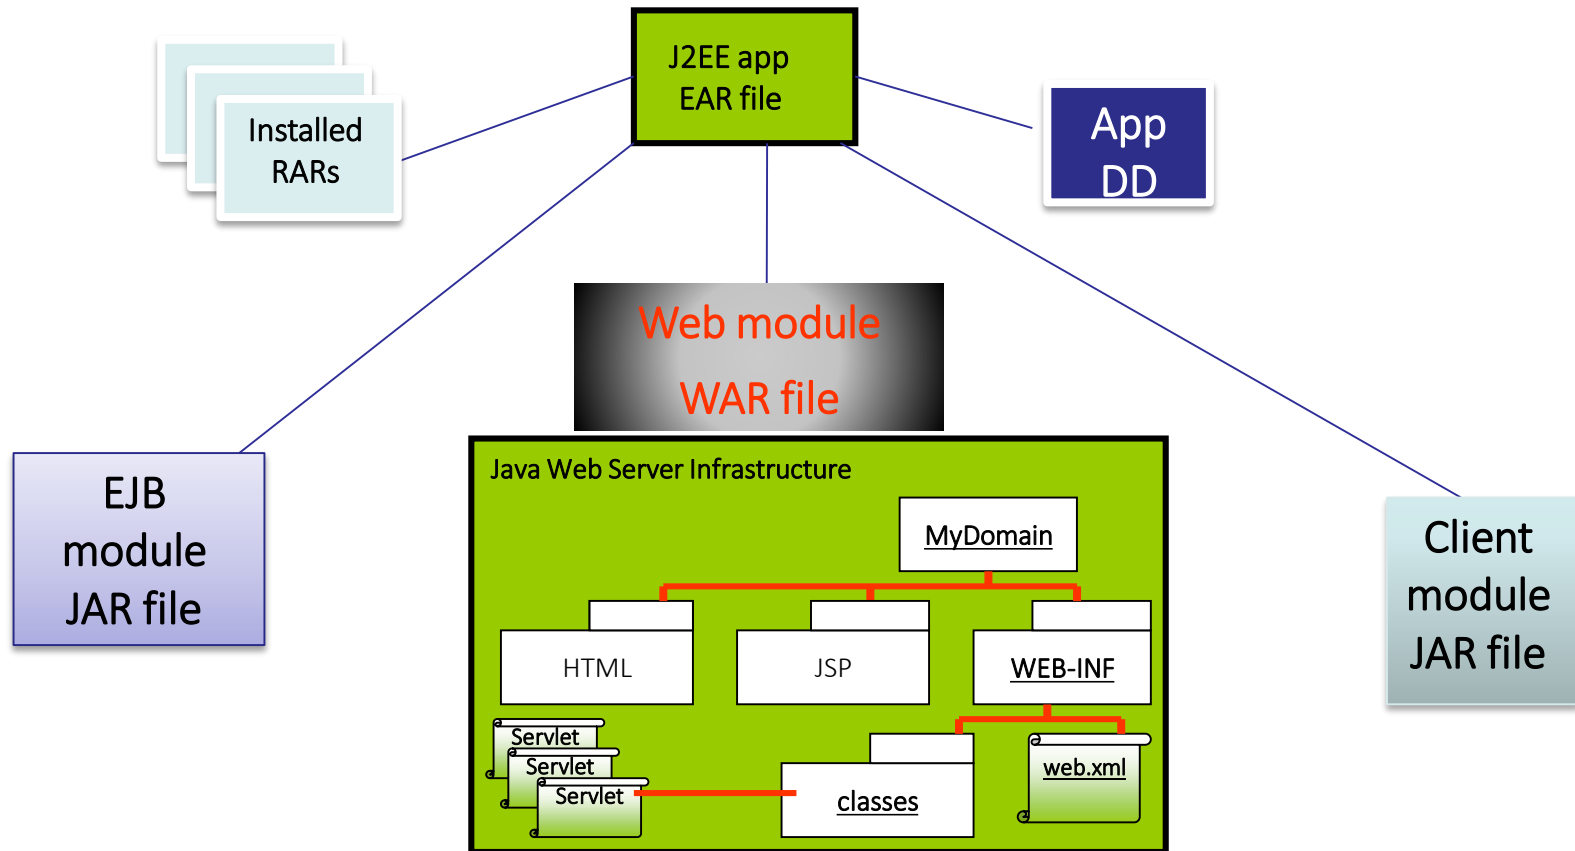 J2EE app
EAR file
Installed
RARs
App
DD
Web module
WAR file
EJB
module
JAR file
Client
module
JAR file
Java Web Server Infrastructure
MyDomain
HTML
JSP
WEB-INF
Servlet
Servlet
Servlet
classes
web.xml